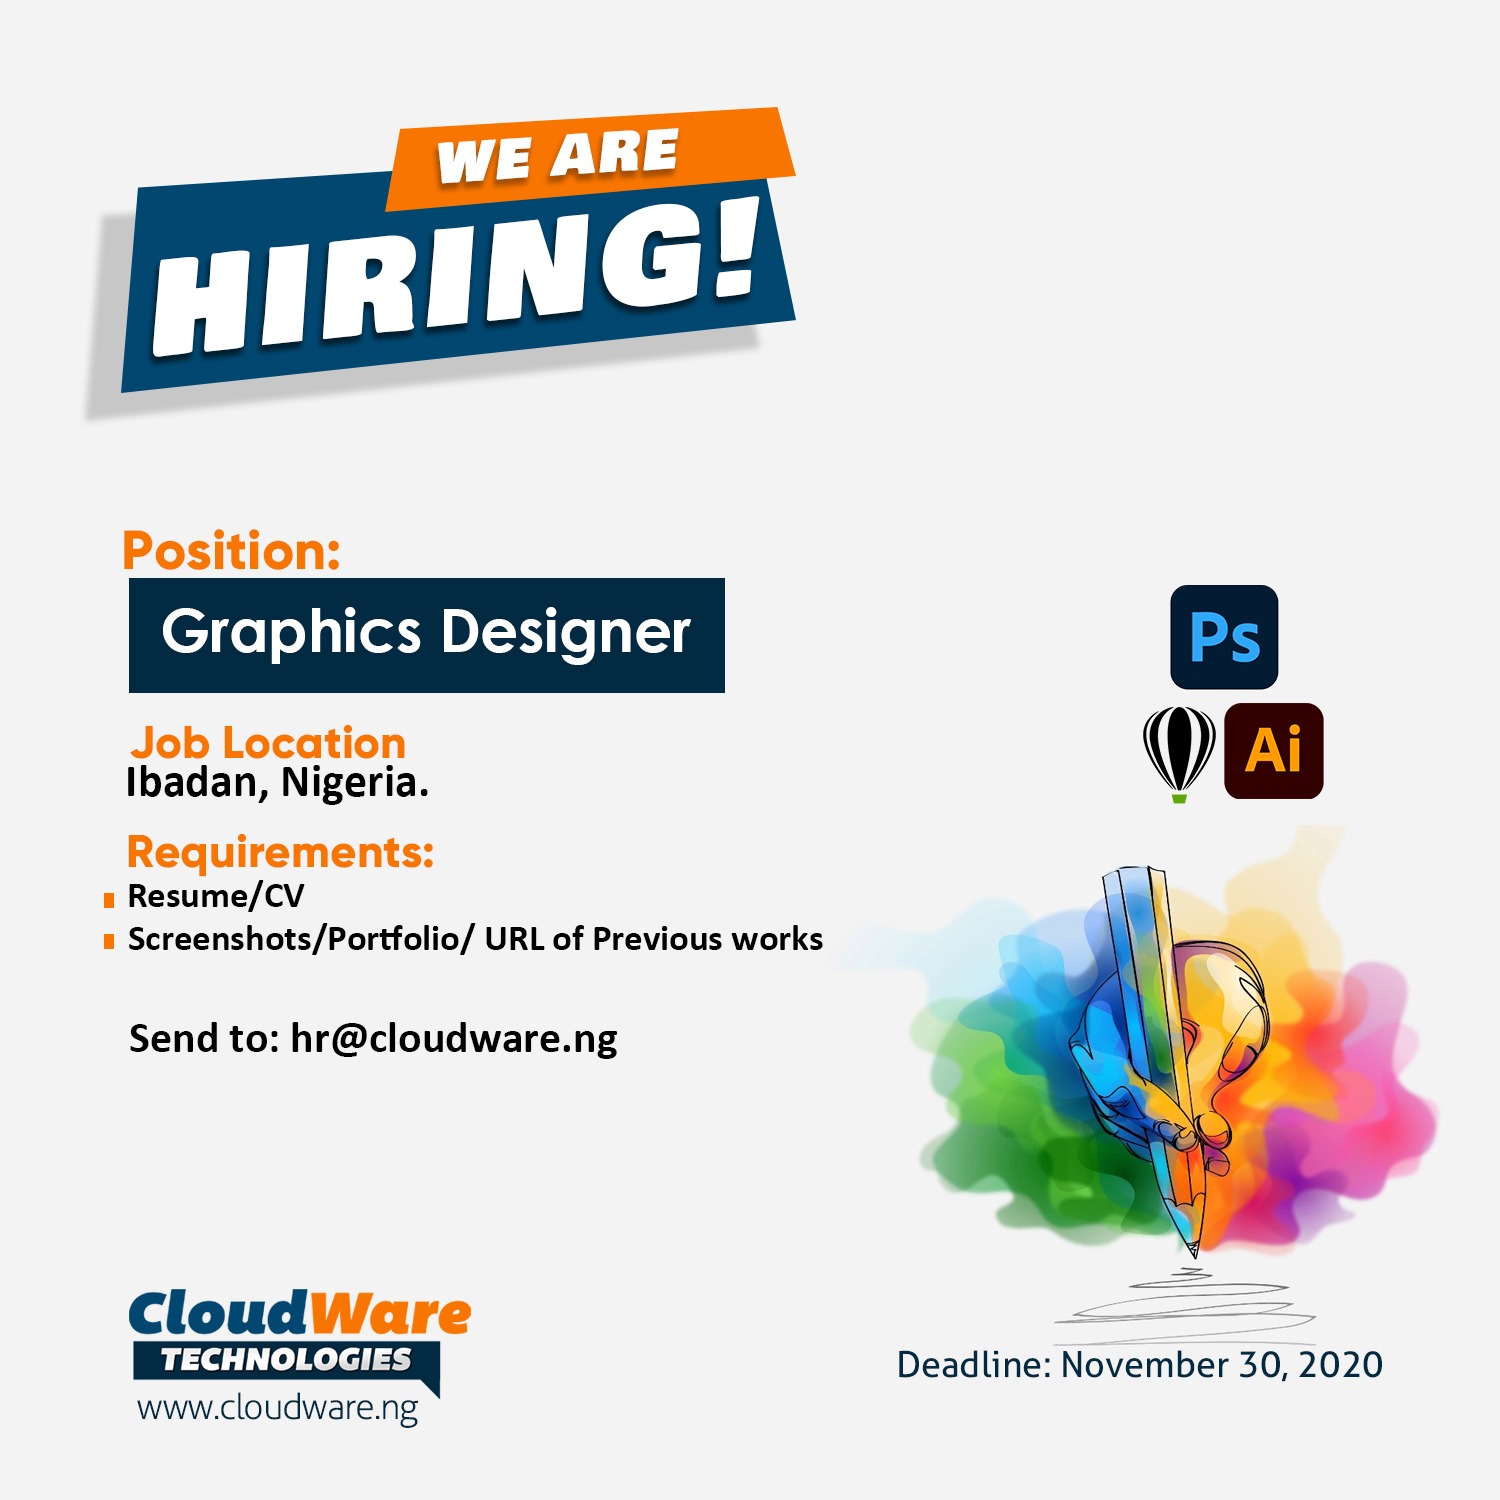 WE ARE
HIRING!
Position:
Graphics Designer
Job Location
Ibadan, Nigeria.
Requirements:
Resume/CV
Screenshots/Portfolio/ URL of Previous works
Send to: hr@cloudware.ng
Ps
Ai
CloudWare
TECHNOLOGIES
www.cloudware.ng
Deadline: November 30, 2020